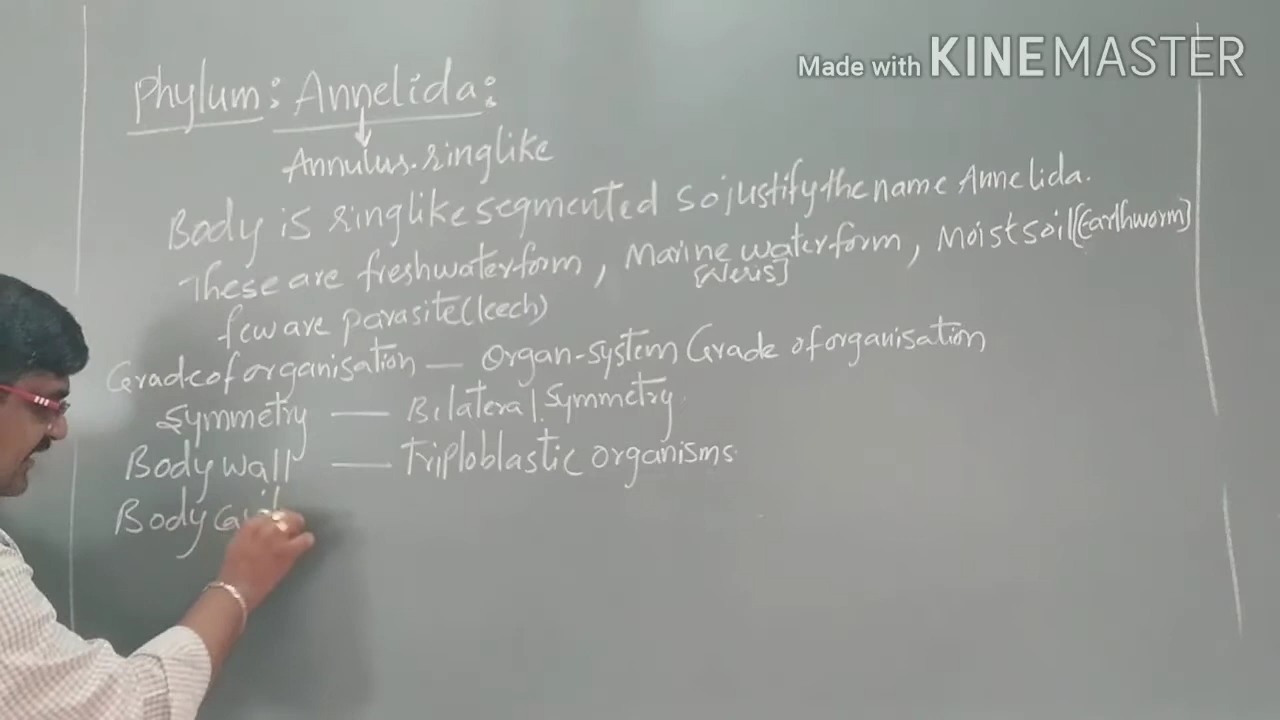 Made with KINEMASTER
Phylum: Annelida:
Annulus. ringlike
Body is ringlike segmented so justify the name Annelida.
These are freshwater form, Marine water form, Moist soil [Earthworm]
[Neris]
few are parasite (leech)
Grade of organisation — Organ-system Grade of organisation
Symmetry — Bilateral. Symmetry
Body wall — Triploblastic organisms.
Body